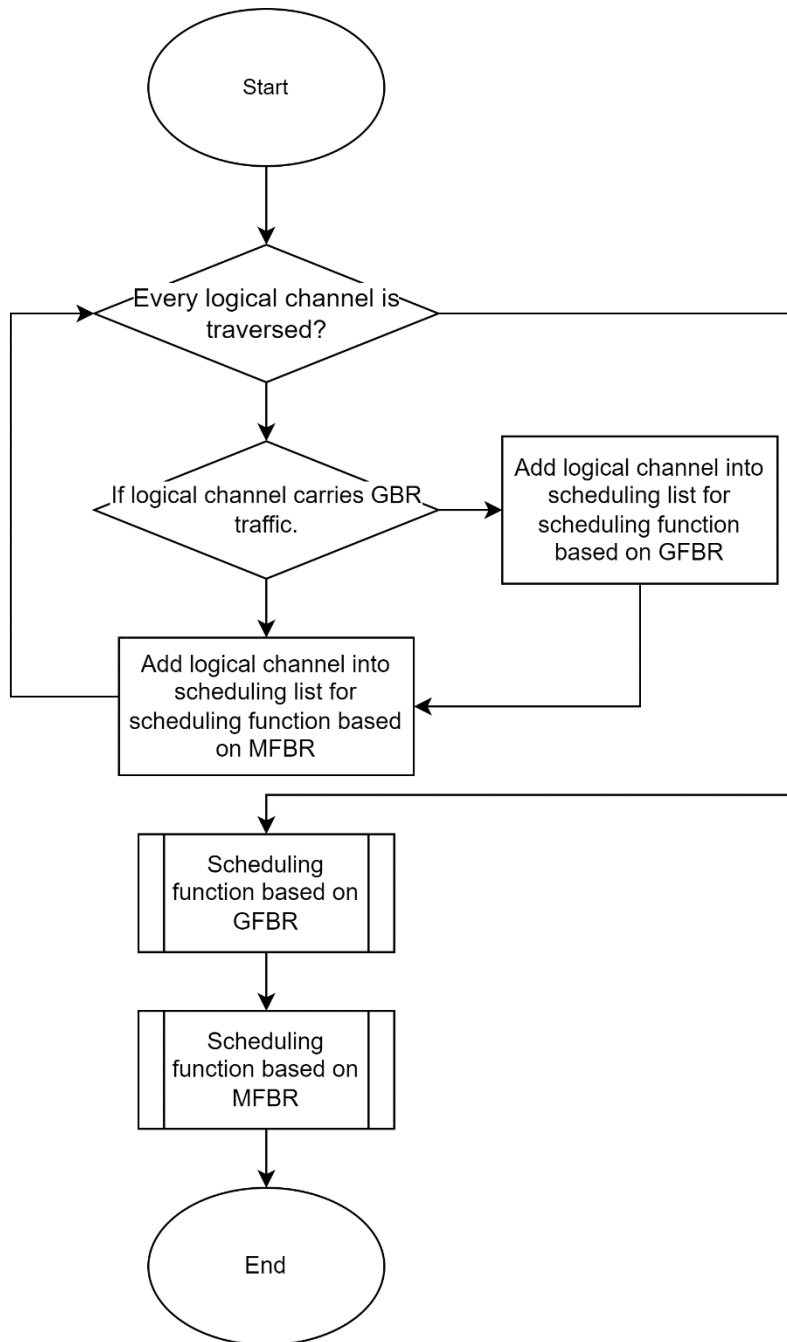 Start
Every logical channel is
traversed?
If logical channel carries GBR
traffic.
Add logical channel into
scheduling list for
scheduling function
based on GFBR
Add logical channel into
scheduling list for
scheduling function based
on MFBR
Scheduling
function based on
GFBR
Scheduling
function based on
MFBR
End